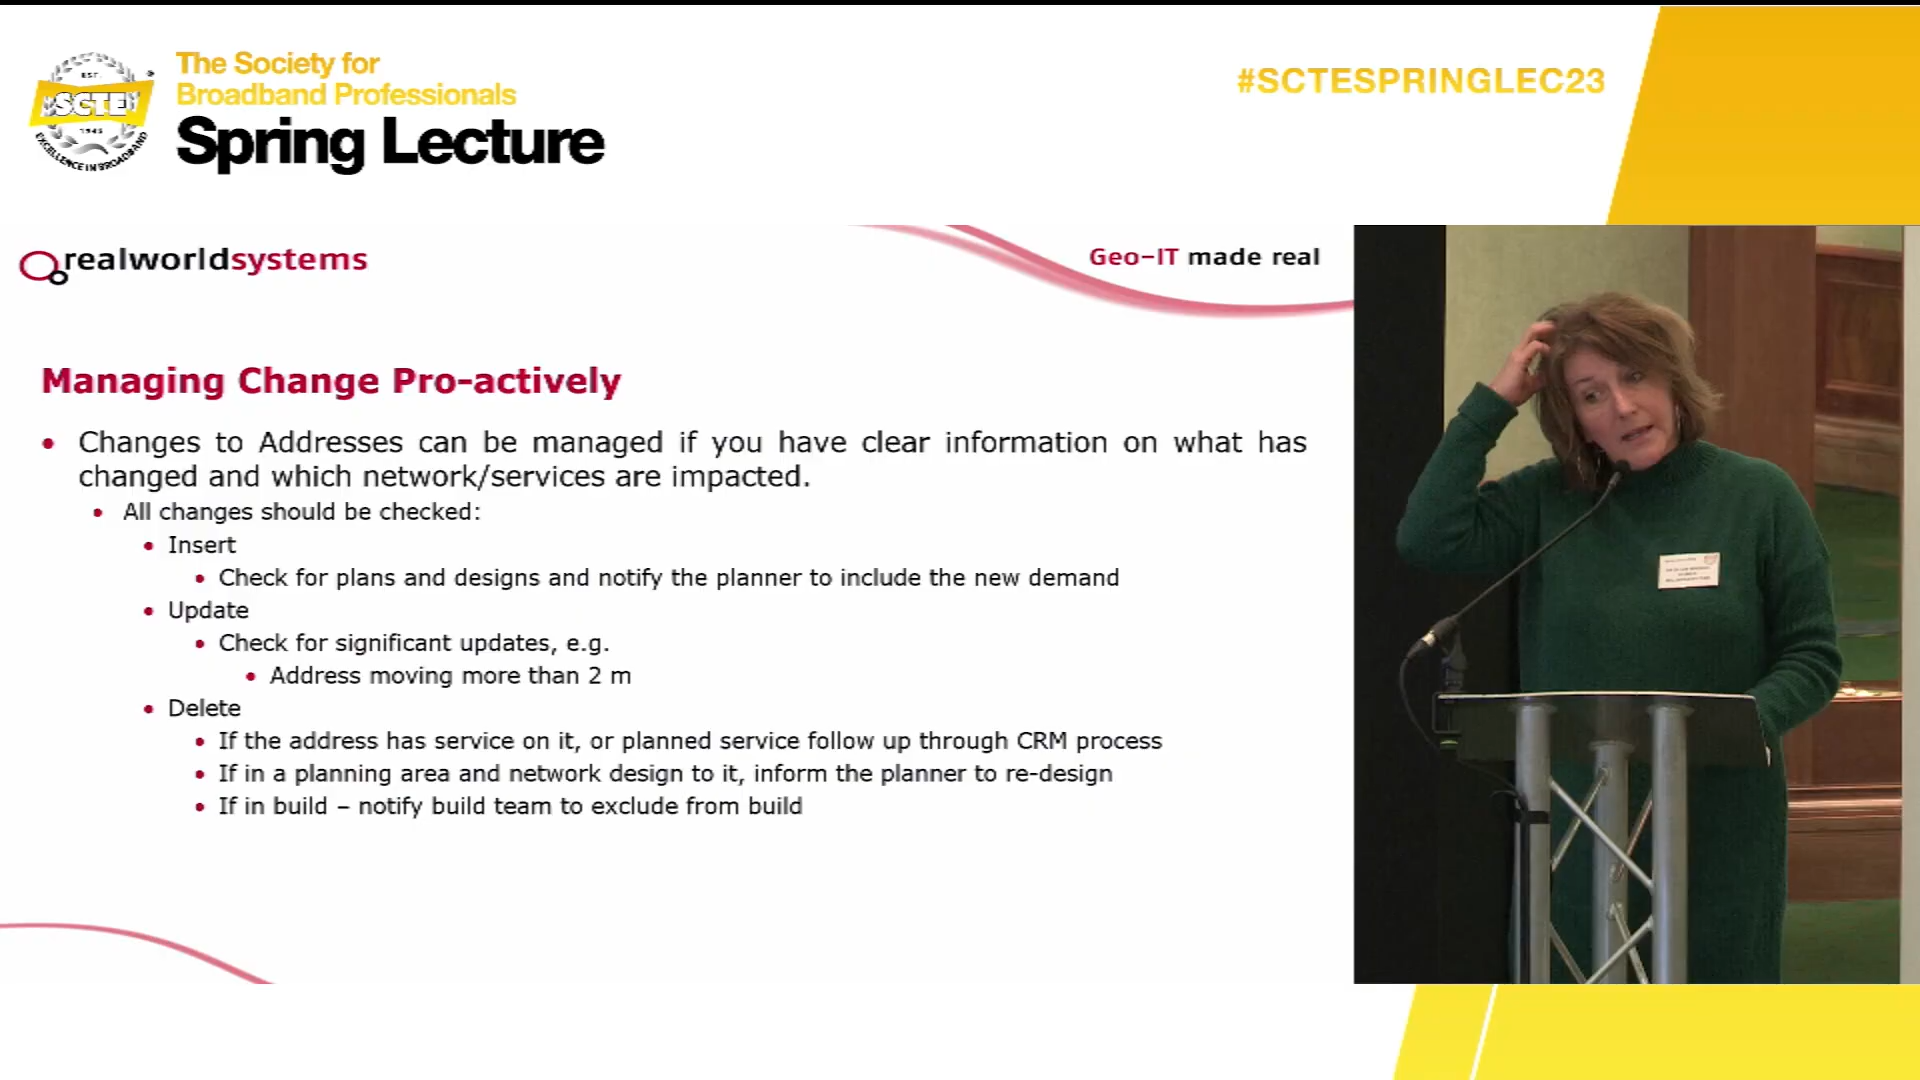 EST.
SCTE
1945
EXCELLENCE IN BROADBAND
The Society for
Broadband Professionals
Spring Lecture
#SCTESPRINGLEC23
realworldsystems
Geo-IT made real
Managing Change Pro-actively
• Changes to Addresses can be managed if you have clear information on what has
changed and which network/services are impacted.
• All changes should be checked:
• Insert
• Check for plans and designs and notify the planner to include the new demand
• Update
• Check for significant updates, e.g.
• Address moving more than 2 m
• Delete
• If the address has service on it, or planned service follow up through CRM process
• If in a planning area and network design to it, inform the planner to re-design
• If in build – notify build team to exclude from build